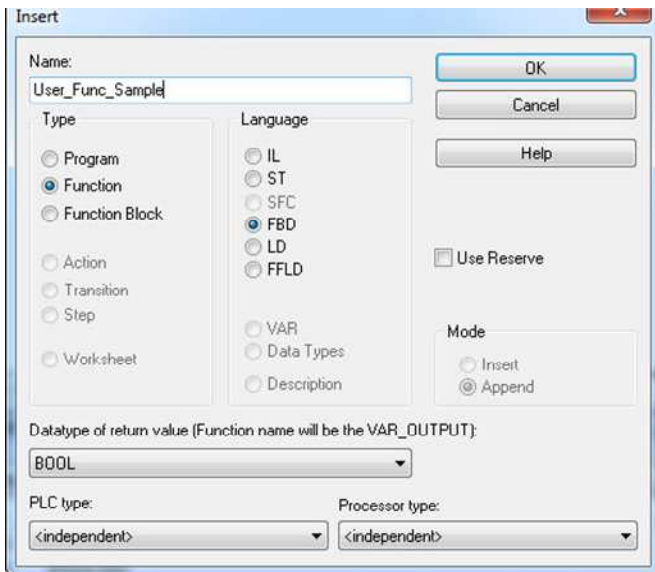 Insert
Name:
User_Func_Sample
OK
Cancel
Help
Type
Program
Function
Function Block
Action
Transition
Step
Worksheet
Language
IL
ST
SFC
FBD
LD
FFLD
VAR
Data Types
Description
Use Reserve
Mode
Insert
Append
Datatype of return value (Function name will be the VAR_OUTPUT):
BOOL
PLC type:
<independent>
Processor type:
<independent>